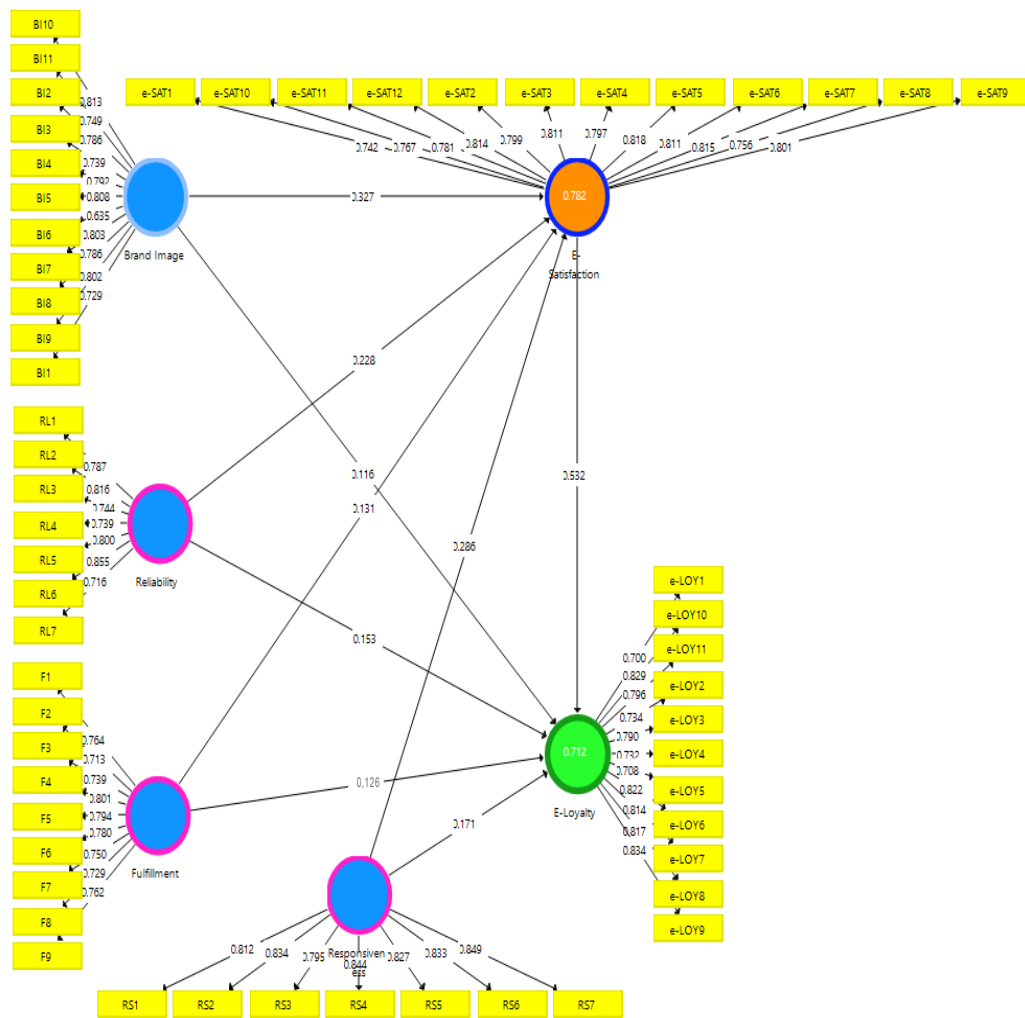 BI10
BI11
BI2
BI3
BI4
BI5
BI6
BI7
BI8
BI9
BI1
0.813
0.749
0.786
0.739
0.792
0.808
0.635
0.803
0.786
0.802
0.729
Brand Image
e-SAT1 e-SAT10 e-SAT11 e-SAT12 e-SAT2 e-SAT3 e-SAT4 e-SAT5 e-SAT6 e-SAT7 e-SAT8 e-SAT9
0.742 0.767 0.781 0.814 0.799 0.811 0.797 0.818 0.811 0.815 0.756 0.801
0.782
E-
Satisfaction
0.327
0.228
0.116
0.131
0.286
0.532
0.153
0,126
0.171
RL1
RL2
RL3
RL4
RL5
RL6
RL7
0.787
0.816
0.744
0.739
0.800
0.855
0.716
Reliability
F1
F2
F3
F4
F5
F6
F7
F8
F9
0.764
0.713
0.739
0.801
0.794
0.780
0.750
0.729
0.762
Fulfillment
0.712
E-Loyalty
0.700
0.829
0.796
0.734
0.790
0.732
0.708
0.822
0.814
0.817
0.834
e-LOY1
e-LOY10
e-LOY11
e-LOY2
e-LOY3
e-LOY4
e-LOY5
e-LOY6
e-LOY7
e-LOY8
e-LOY9
Responsiven
ess
0.812 0.834 0.795 0.844 0.827 0.833 0.849
RS1 RS2 RS3 RS4 RS5 RS6 RS7